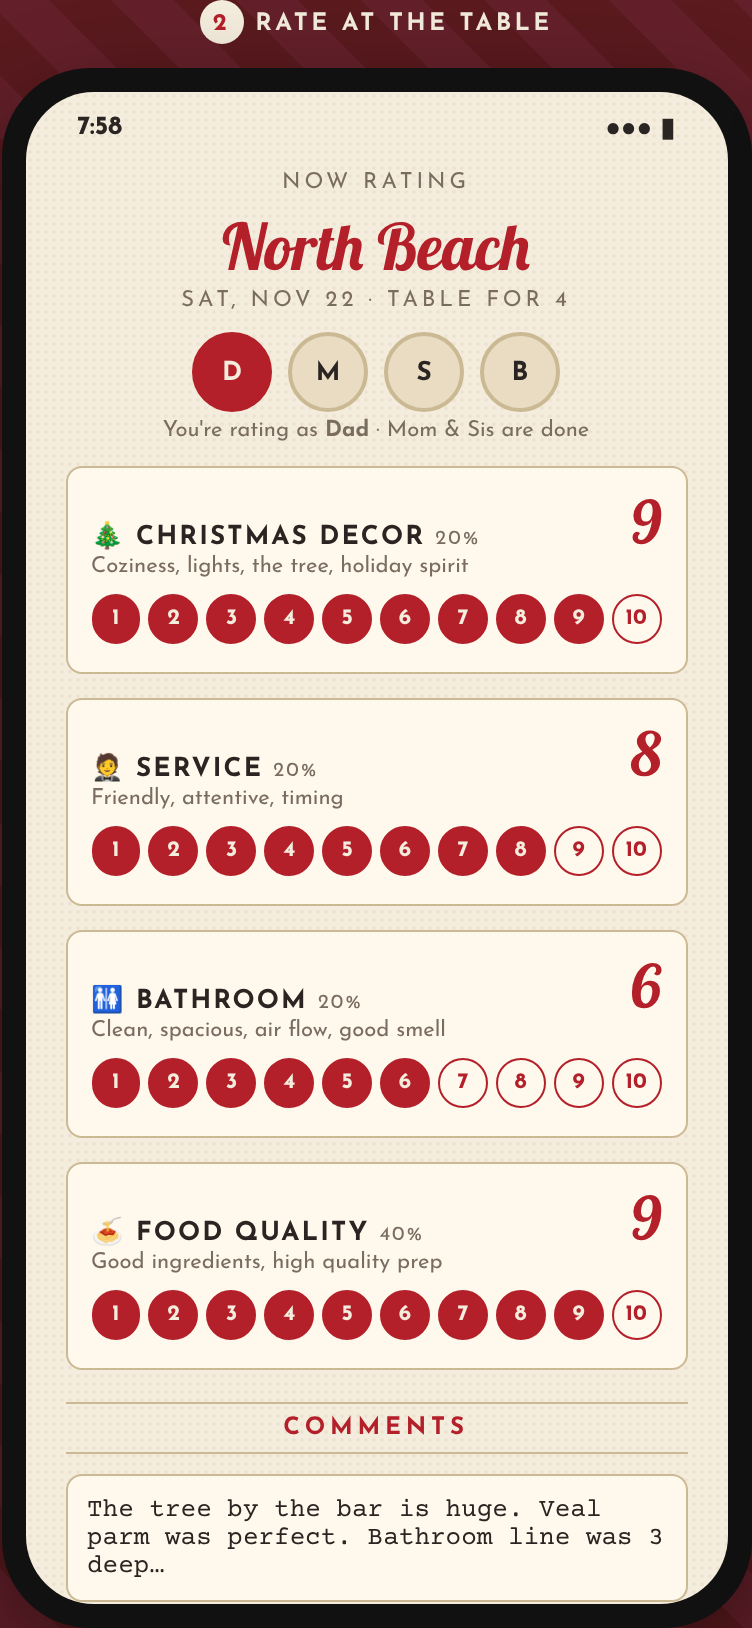 2 RATE AT THE TABLE
7:58
NOW RATING
North Beach
SAT, NOV 22 · TABLE FOR 4
D M S B
You're rating as Dad · Mom & Sis are done
CHRISTMAS DECOR 20% 9
Coziness, lights, the tree, holiday spirit
1 2 3 4 5 6 7 8 9 10
SERVICE 20% 8
Friendly, attentive, timing
1 2 3 4 5 6 7 8 9 10
BATHROOM 20% 6
Clean, spacious, air flow, good smell
1 2 3 4 5 6 7 8 9 10
FOOD QUALITY 40% 9
Good ingredients, high quality prep
1 2 3 4 5 6 7 8 9 10
COMMENTS
The tree by the bar is huge. Veal
parm was perfect. Bathroom line was 3
deep…